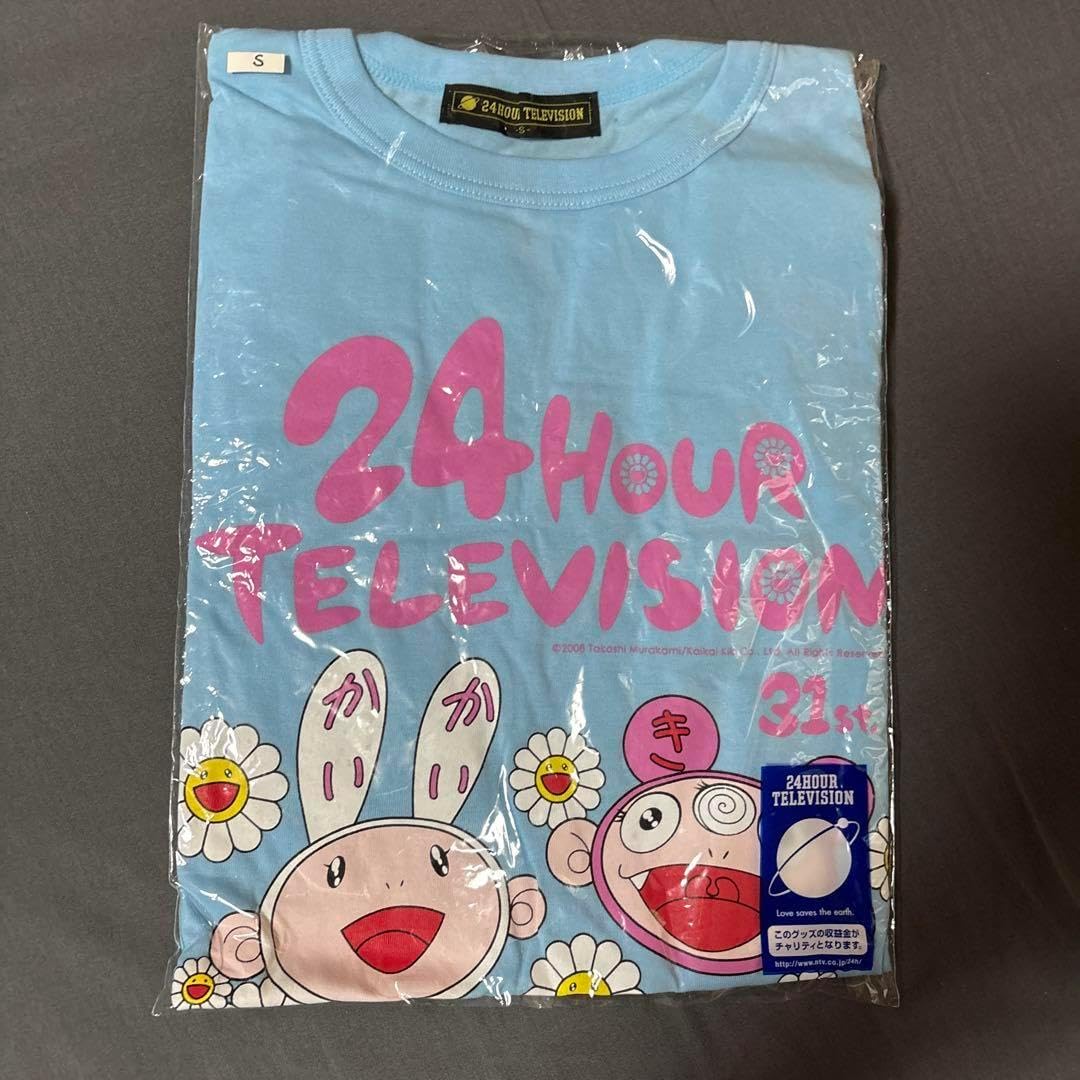 S
24HOUR TELEVISION
-S-
24HOUR
TELEVISION
©2008 Takashi Murakami/Kaikai Kiki Co., Ltd. All Rights Reserved
31st
かい
かい
キ
24HOUR
TELEVISION
Love saves the earth.
このグッズの収益金が
チャリティとなります。
http://www.ntv.co.jp/24h/